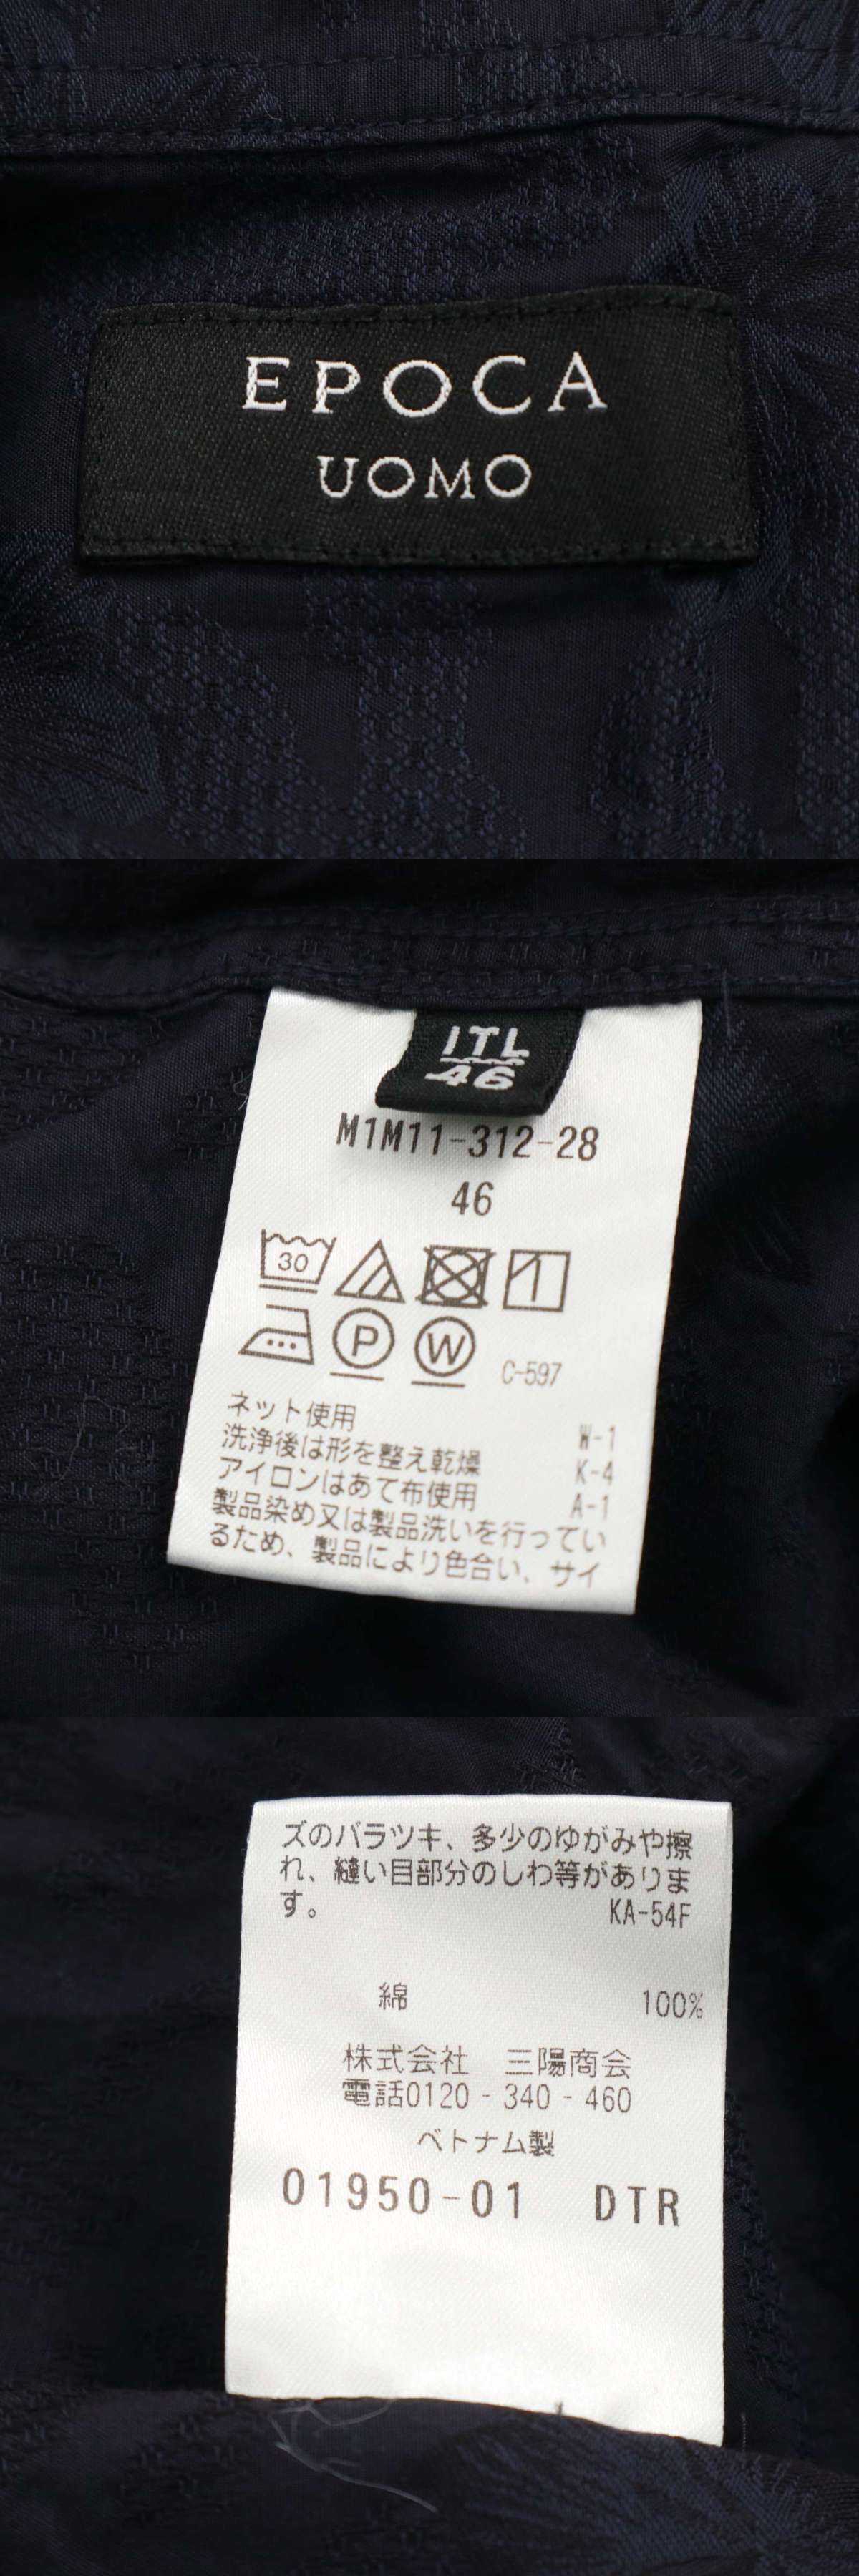 EPOCA
UOMO
ITL
46
M1M11-312-28
46
30
P W C-597
ネット使用 W-1
洗浄後は形を整え乾燥 K-4
アイロンはあて布使用 A-1
製品染め又は製品洗いを行ってい
るため、製品により色合い、サイ
ズのバラツキ、多少のゆがみや擦
れ、縫い目部分のしわ等がありま
す。 KA-54F
綿 100%
株式会社 三陽商会
電話0120-340-460
ベトナム製
01950-01 DTR